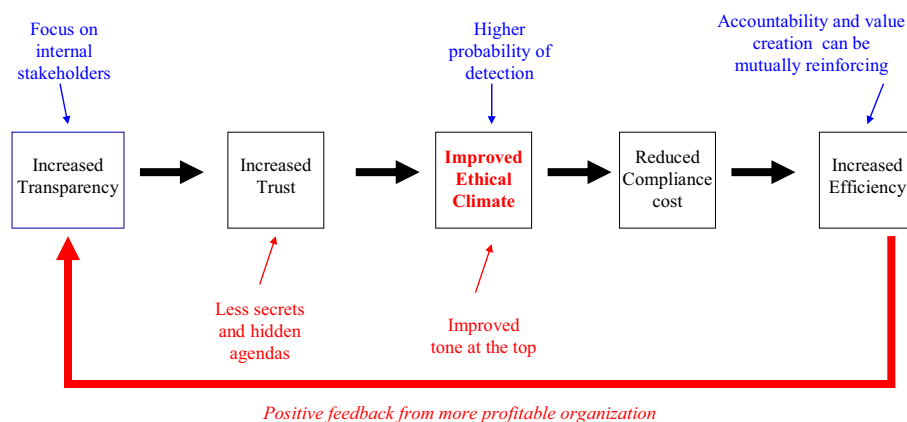 Focus on
internal
stakeholders
Higher
probability of
detection
Accountability and value
creation can be
mutually reinforcing
Increased
Transparency
Increased
Trust
Improved
Ethical
Climate
Reduced
Compliance
cost
Increased
Efficiency
Less secrets
and hidden
agendas
Improved
tone at the top
Positive feedback from more profitable organization